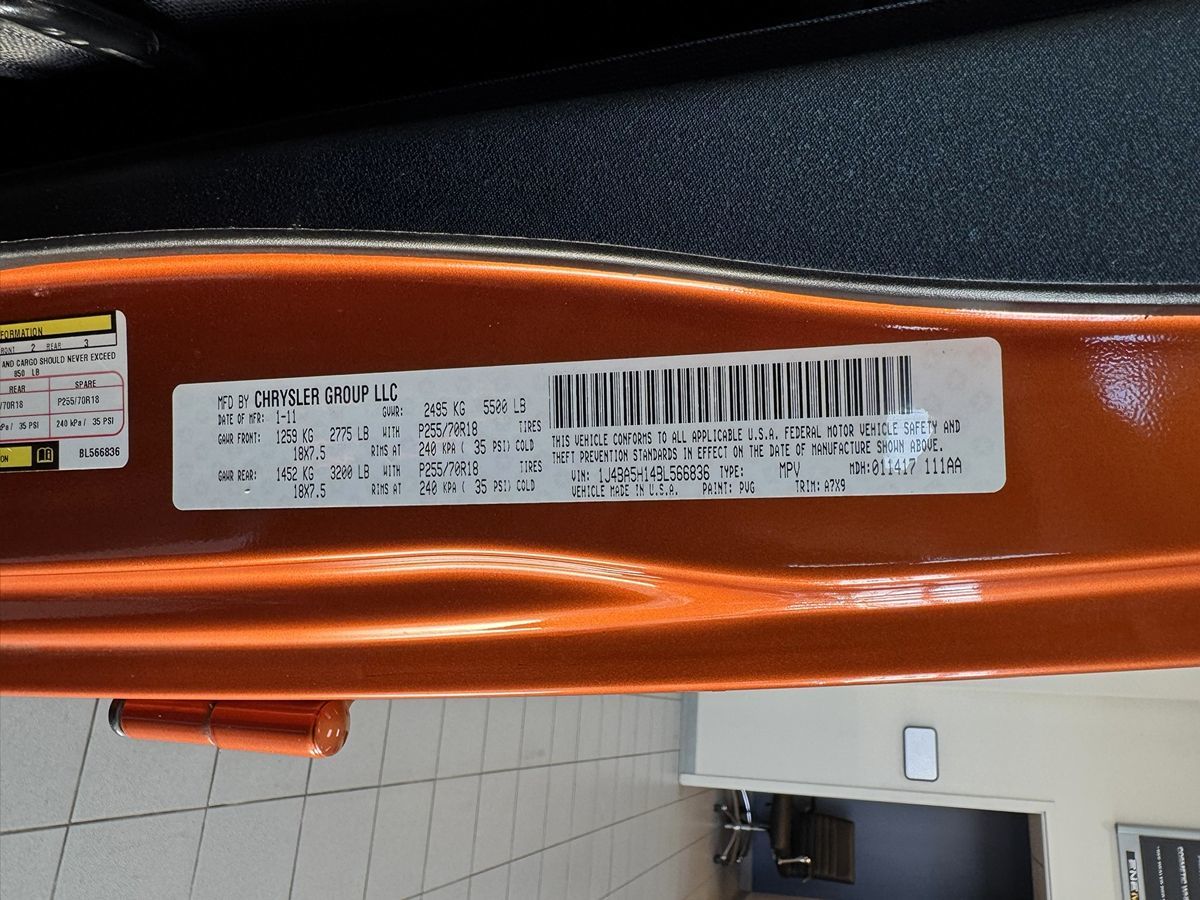 FORMATION
FRONT 2 REAR 3
AND CARGO SHOULD NEVER EXCEED
850 LB
REAR SPARE
/70R18 P255/70R18
kPa / 35 PSI 240 kPa / 35 PSI
TION
BL566836
MFD BY CHRYSLER GROUP LLC
DATE OF MFR: 1-11 GVWR: 2495 KG 5500 LB
GAWR FRONT: 1259 KG 2775 LB WITH P255/70R18 TIRES
18X7.5 RIMS AT 240 KPA ( 35 PSI) COLD
GAWR REAR: 1452 KG 3200 LB WITH P255/70R18 TIRES
18X7.5 RIMS AT 240 KPA ( 35 PSI) COLD
THIS VEHICLE CONFORMS TO ALL APPLICABLE U.S.A. FEDERAL MOTOR VEHICLE SAFETY AND
THEFT PREVENTION STANDARDS IN EFFECT ON THE DATE OF MANUFACTURE SHOWN ABOVE.
VIN: 1J4BA5H14BL566836 TYPE: MPV MDH: 011417 111AA
VEHICLE MADE IN U.S.A. PAINT: PVG TRIM: A7X9